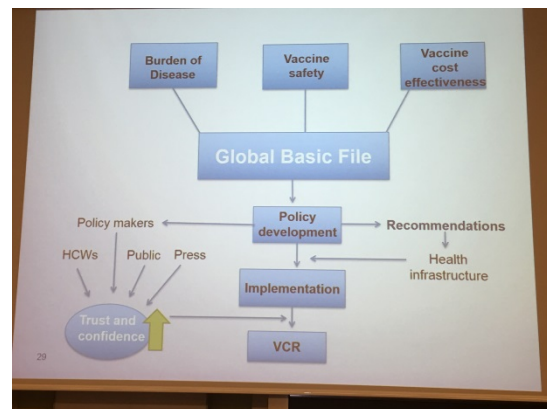 Burden of
Disease
Vaccine
safety
Vaccine
cost
effectiveness
Global Basic File
Policy makers
Policy
development
Recommendations
HCWs
Public
Press
Health
infrastructure
Implementation
Trust and
confidence
VCR
29